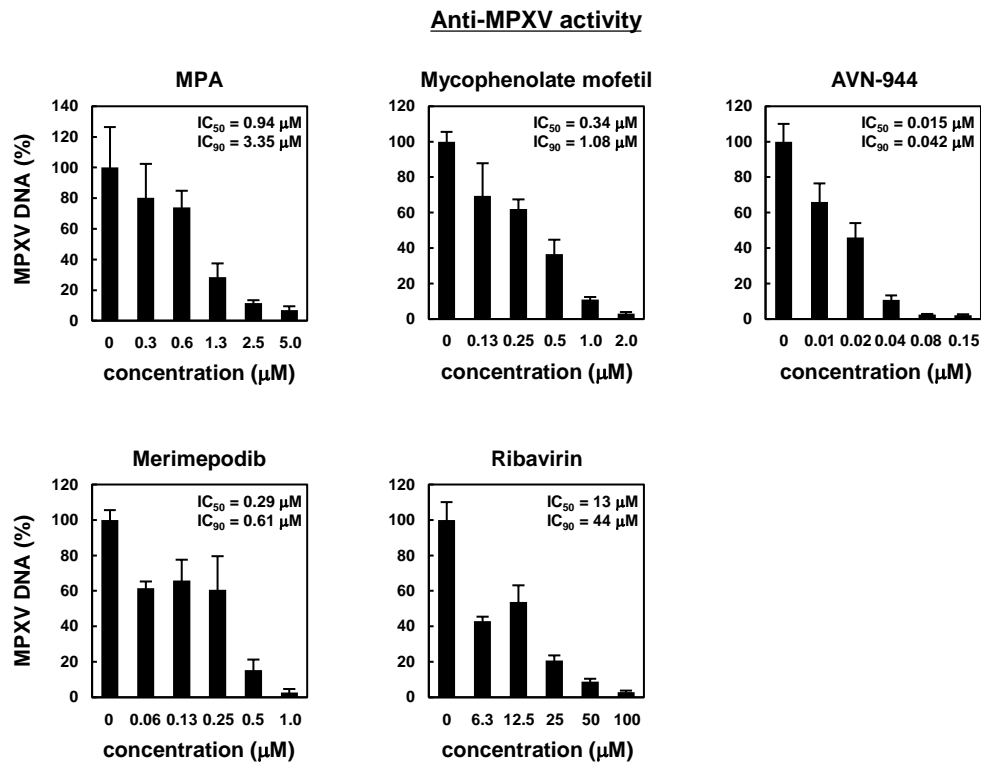 Anti-MPXV activity
MPA
MPXV DNA (%)
140
120
100
80
60
40
20
0
IC50 = 0.94 μM
IC90 = 3.35 μM
0 0.3 0.6 1.3 2.5 5.0
concentration (μM)
Mycophenolate mofetil
120
100
80
60
40
20
0
IC50 = 0.34 μM
IC90 = 1.08 μM
0 0.13 0.25 0.5 1.0 2.0
concentration (μM)
AVN-944
120
100
80
60
40
20
0
IC50 = 0.015 μM
IC90 = 0.042 μM
0 0.01 0.02 0.04 0.08 0.15
concentration (μM)
Merimepodib
MPXV DNA (%)
120
100
80
60
40
20
0
IC50 = 0.29 μM
IC90 = 0.61 μM
0 0.06 0.13 0.25 0.5 1.0
concentration (μM)
Ribavirin
120
100
80
60
40
20
0
IC50 = 13 μM
IC90 = 44 μM
0 6.3 12.5 25 50 100
concentration (μM)